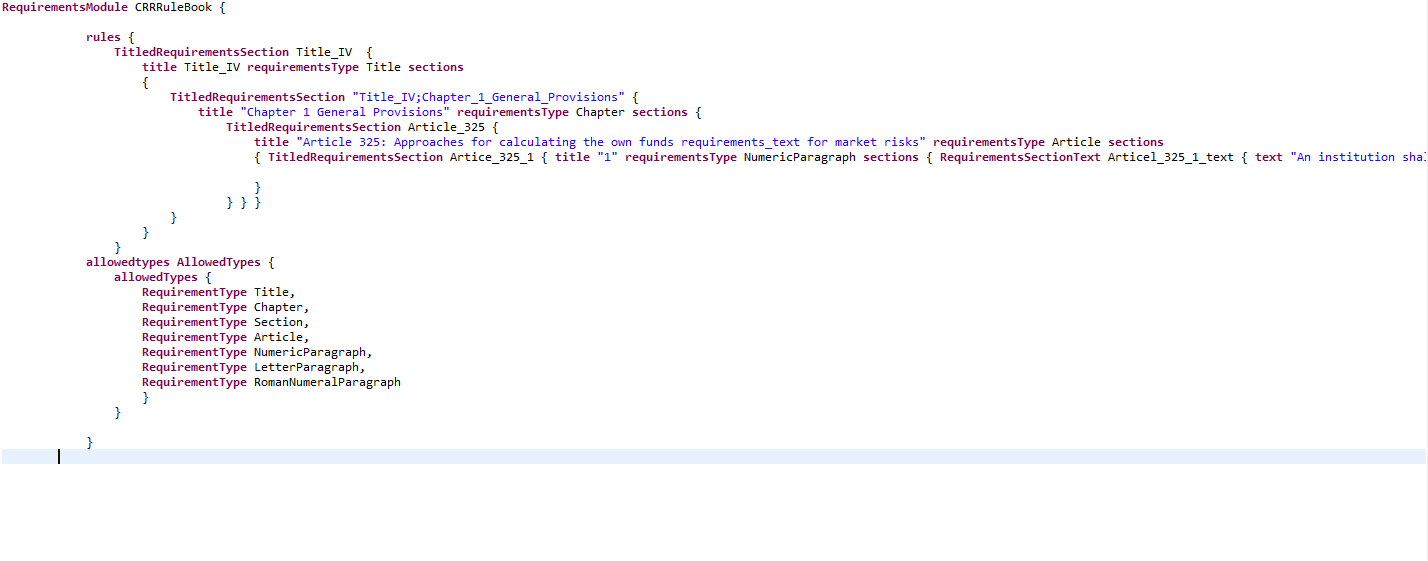 RequirementsModule CRRRuleBook {
rules {
TitledRequirementsSection Title_IV {
title Title_IV requirementsType Title sections
{
TitledRequirementsSection "Title_IV;Chapter_1_General_Provisions" {
title "Chapter 1 General Provisions" requirementsType Chapter sections {
TitledRequirementsSection Article_325 {
title "Article 325: Approaches for calculating the own funds requirements_text for market risks" requirementsType Article sections
{ TitledRequirementsSection Artice_325_1 { title "1" requirementsType NumericParagraph sections { RequirementsSectionText Articel_325_1_text { text "An institution shal
}
} } }
}
}
}
allowedtypes AllowedTypes {
allowedTypes {
RequirementType Title,
RequirementType Chapter,
RequirementType Section,
RequirementType Article,
RequirementType NumericParagraph,
RequirementType LetterParagraph,
RequirementType RomanNumeralParagraph
}
}
}